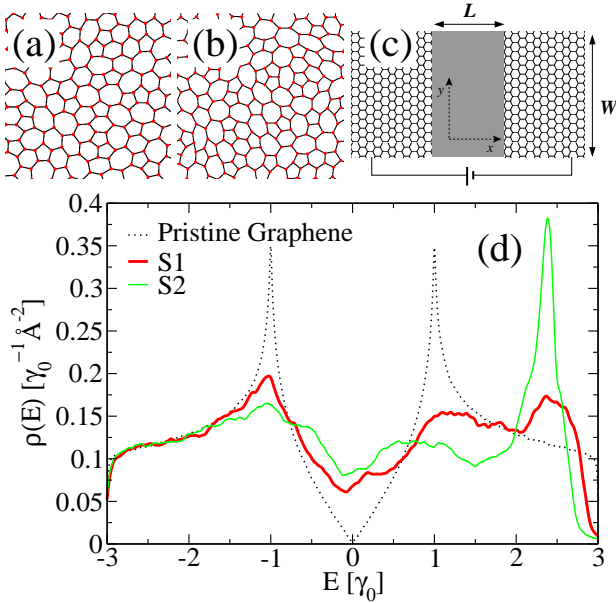 (a)
(b)
(c)
L
W
y
x
(d)
Pristine Graphene
S1
S2
ρ(E) [γ₀⁻¹ Å⁻²]
0.4
0.35
0.3
0.25
0.2
0.15
0.1
0.05
0
-3 -2 -1 0 1 2 3
E [γ₀]